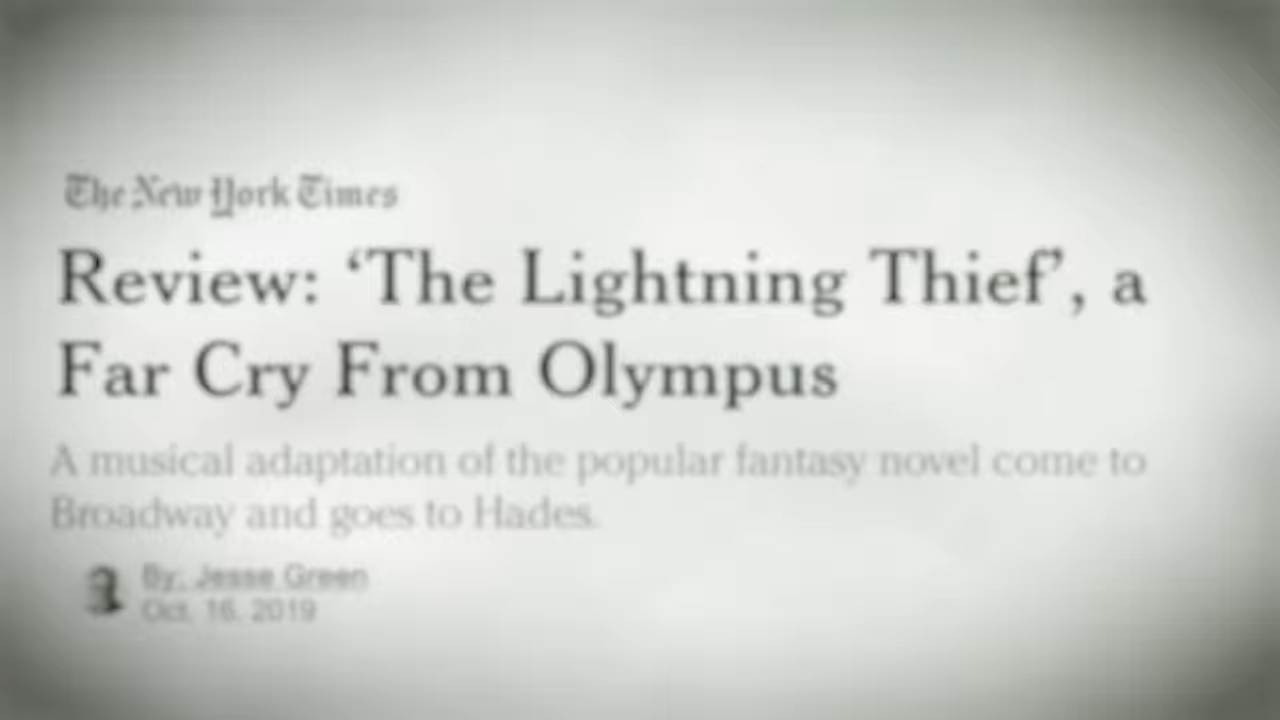 The New York Times
Review: ‘The Lightning Thief’, a
Far Cry From Olympus
A musical adaptation of the popular fantasy novel come to
Broadway and goes to Hades.
By: Jesse Green
Oct. 16. 2019